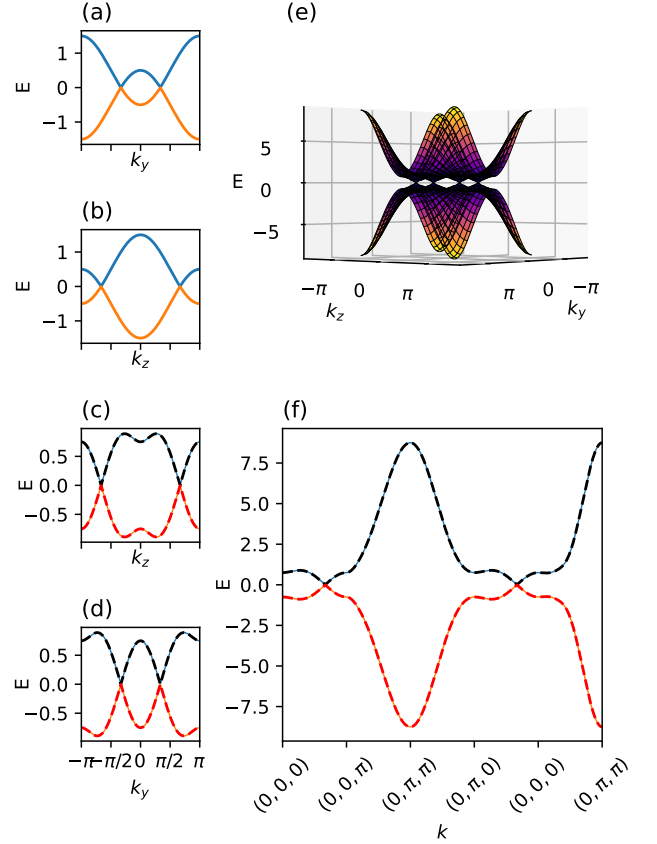 (a)
1
0
−1
E
k_y
(b)
1
0
−1
E
k_z
(c)
0.5
0.0
−0.5
E
k_z
(d)
0.5
0.0
−0.5
E
−π −π/2 0 π/2 π
k_y
(e)
5
0
−5
E
−π 0 π
k_z
π 0 −π
k_y
(f)
7.5
5.0
2.5
0.0
−2.5
−5.0
−7.5
E
(0, 0, 0) (0, 0, π) (0, π, π) (0, π, 0) (0, 0, 0) (0, π, π)
k